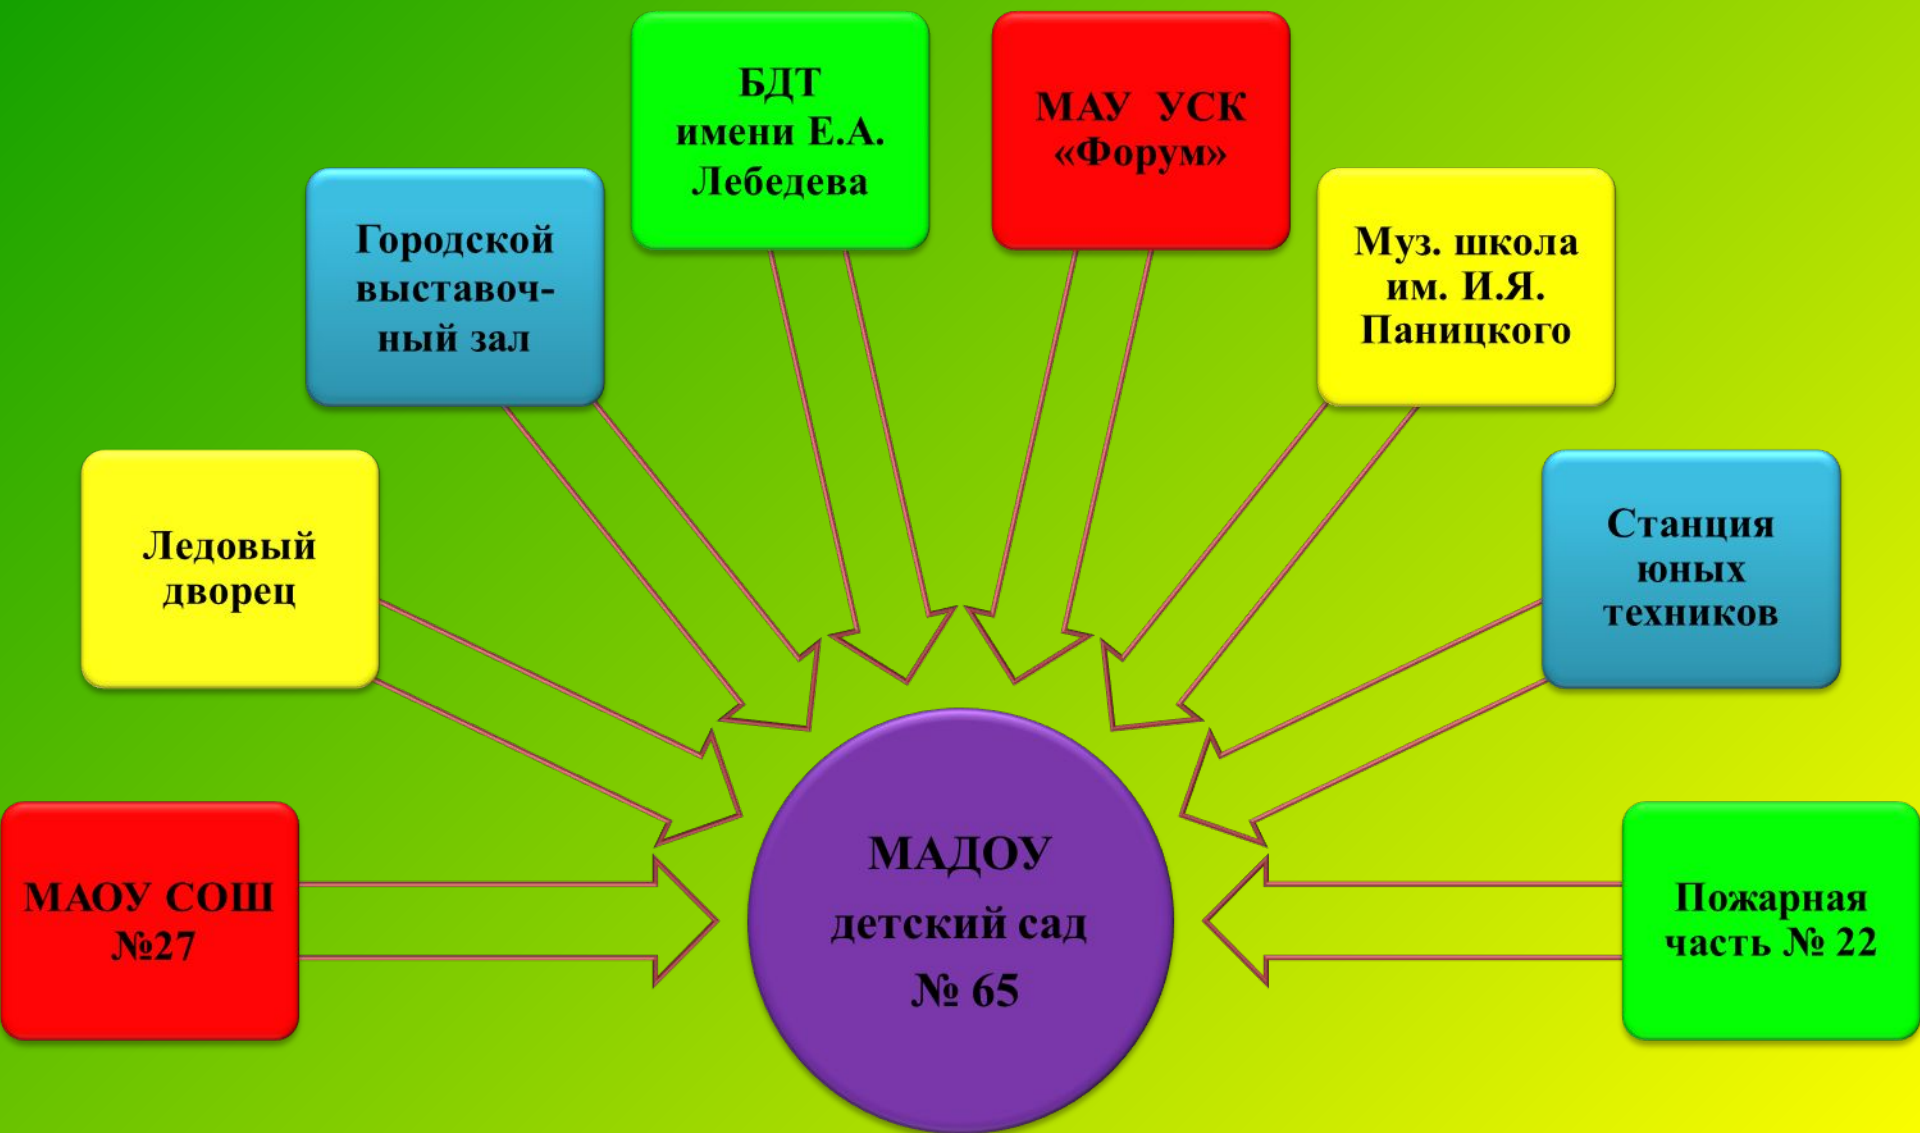 БДТ
имени Е.А.
Лебедева
МАУ УСК
«Форум»
Городской
выставоч-
ный зал
Муз. школа
им. И.Я.
Паницкого
Ледовый
дворец
Станция
юных
техников
МАОУ СОШ
№27
МАДОУ
детский сад
№ 65
Пожарная
часть № 22